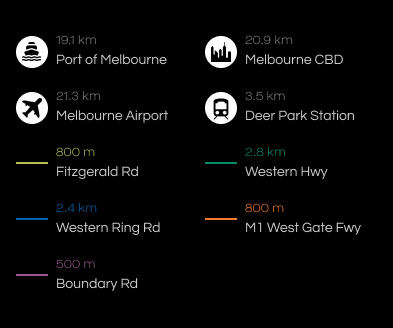 19.1 km
Port of Melbourne
20.9 km
Melbourne CBD
21.3 km
Melbourne Airport
3.5 km
Deer Park Station
800 m
Fitzgerald Rd
2.8 km
Western Hwy
2.4 km
Western Ring Rd
800 m
M1 West Gate Fwy
500 m
Boundary Rd